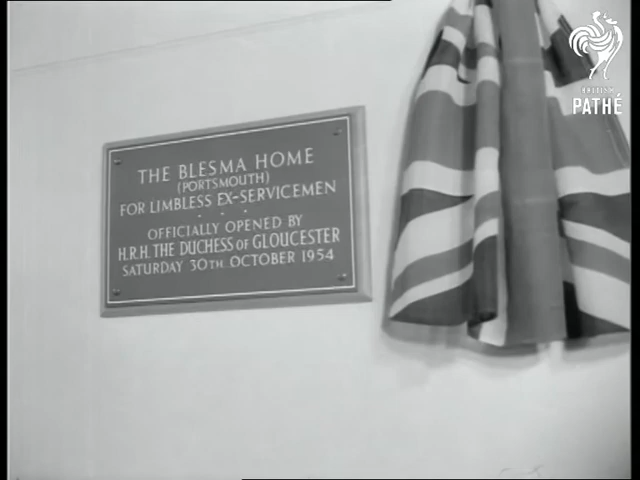 THE BLESMA HOME
(PORTSMOUTH)
FOR LIMBLESS EX-SERVICEMEN
OFFICIALLY OPENED BY
H.R.H. THE DUCHESS OF GLOUCESTER
SATURDAY 30TH OCTOBER 1954
BRITISH
PATHÉ